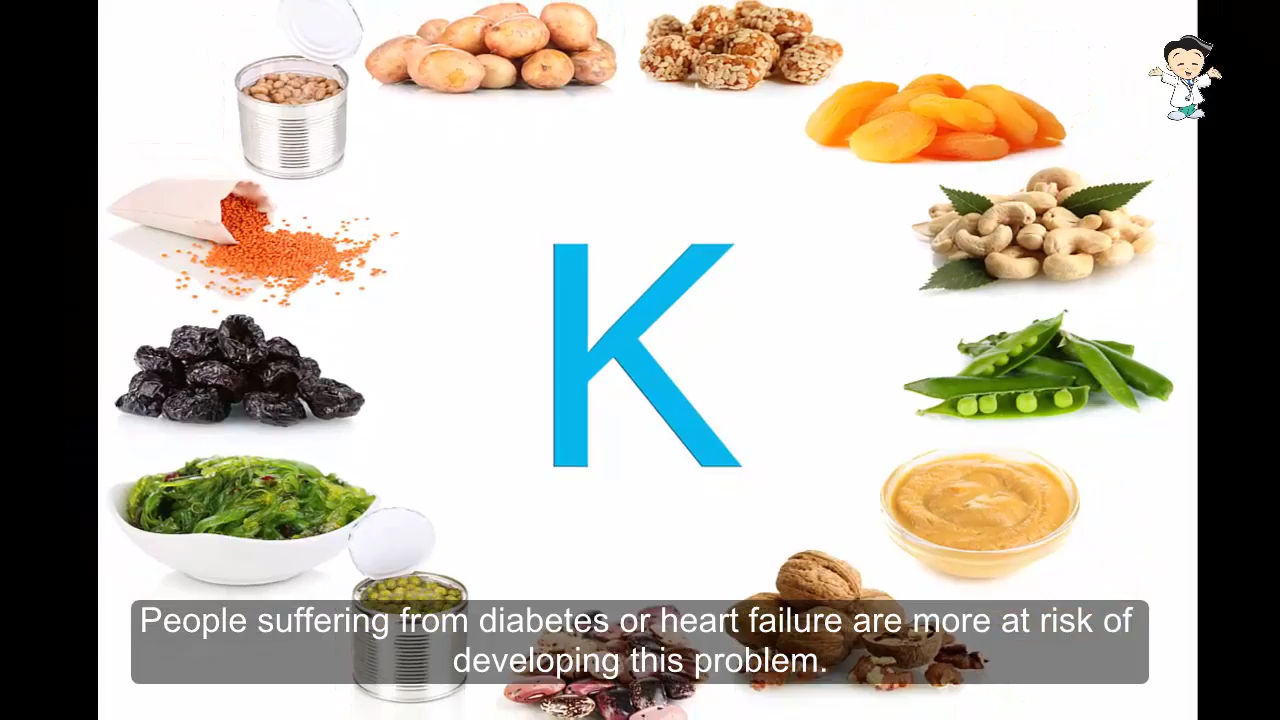 K
People suffering from diabetes or heart failure are more at risk of
developing this problem.